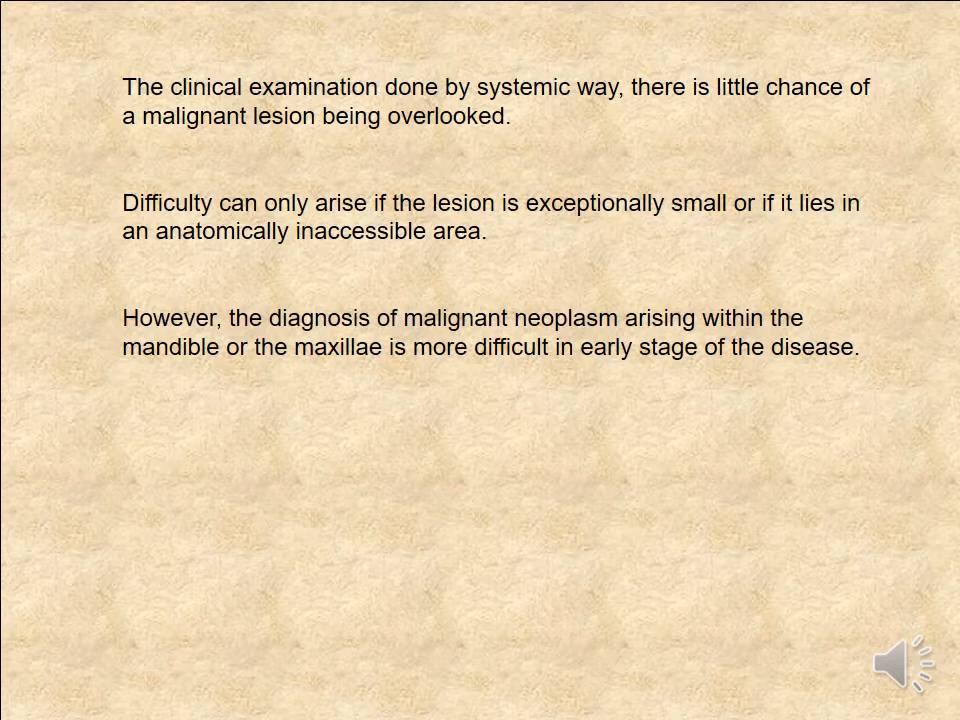 The clinical examination done by systemic way, there is little chance of
a malignant lesion being overlooked.
Difficulty can only arise if the lesion is exceptionally small or if it lies in
an anatomically inaccessible area.
However, the diagnosis of malignant neoplasm arising within the
mandible or the maxillae is more difficult in early stage of the disease.